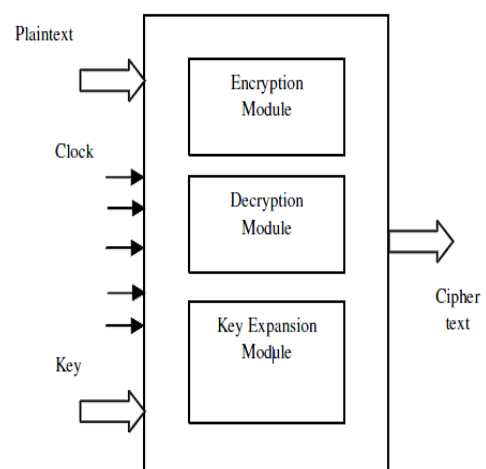 Plaintext
Encryption
Module
Clock
Decryption
Module
Cipher
text
Key Expansion
Module
Key